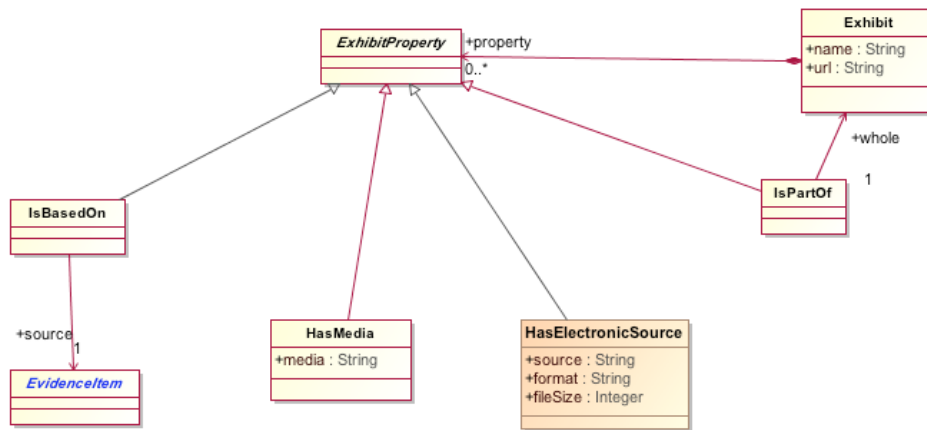 Exhibit
+name : String
+url : String
ExhibitProperty
+property
0..*
+whole
1
IsPartOf
IsBasedOn
+source
1
EvidenceItem
HasMedia
+media : String
HasElectronicSource
+source : String
+format : String
+fileSize : Integer